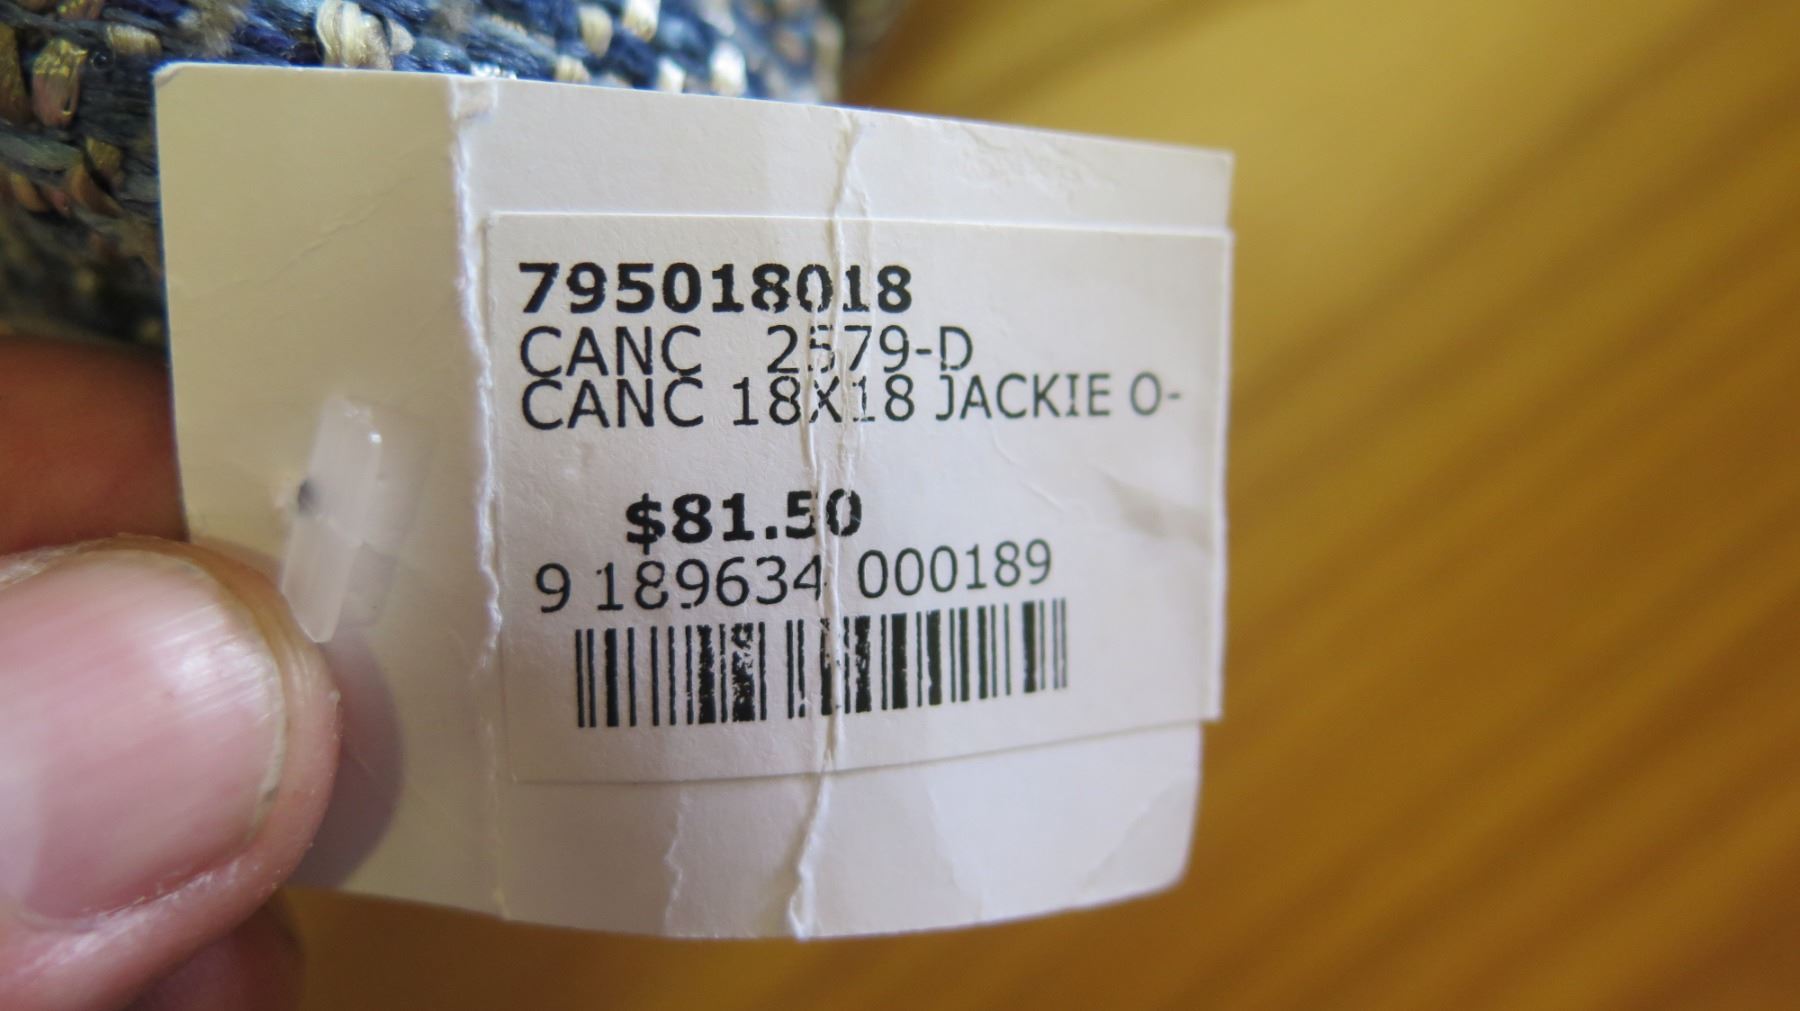 795018018
CANC 2579-D
CANC 18X18 JACKIE O-
$81.50
9 189634 000189